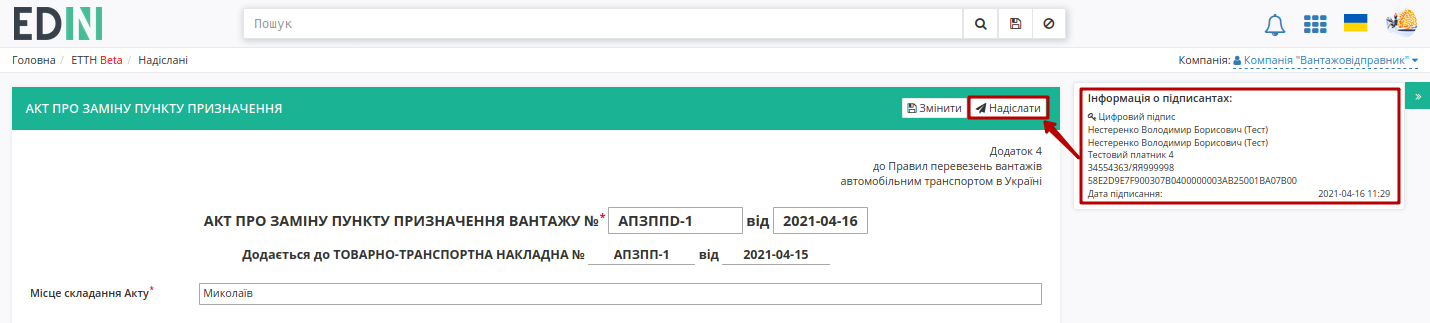 EDIN
Пошук
Головна / ЕТТН Beta / Надіслані
Компанія: Компанія "Вантажовідправник"
АКТ ПРО ЗАМІНУ ПУНКТУ ПРИЗНАЧЕННЯ
Змінити Надіслати
Додаток 4
до Правил перевезень вантажів
автомобільним транспортом в Україні
АКТ ПРО ЗАМІНУ ПУНКТУ ПРИЗНАЧЕННЯ ВАНТАЖУ №* АПЗППD-1 від 2021-04-16
Додається до ТОВАРНО-ТРАНСПОРТНА НАКЛАДНА № АПЗПП-1 від 2021-04-15
Місце складання Акту* Миколаїв
Інформація о підписантах:
Цифровий підпис
Нестеренко Володимир Борисович (Тест)
Нестеренко Володимир Борисович (Тест)
Тестовий платник 4
34554363/ЯЯ999998
58E2D9E7F900307B0400000003AB25001BA07B00
Дата підписання: 2021-04-16 11:29
»